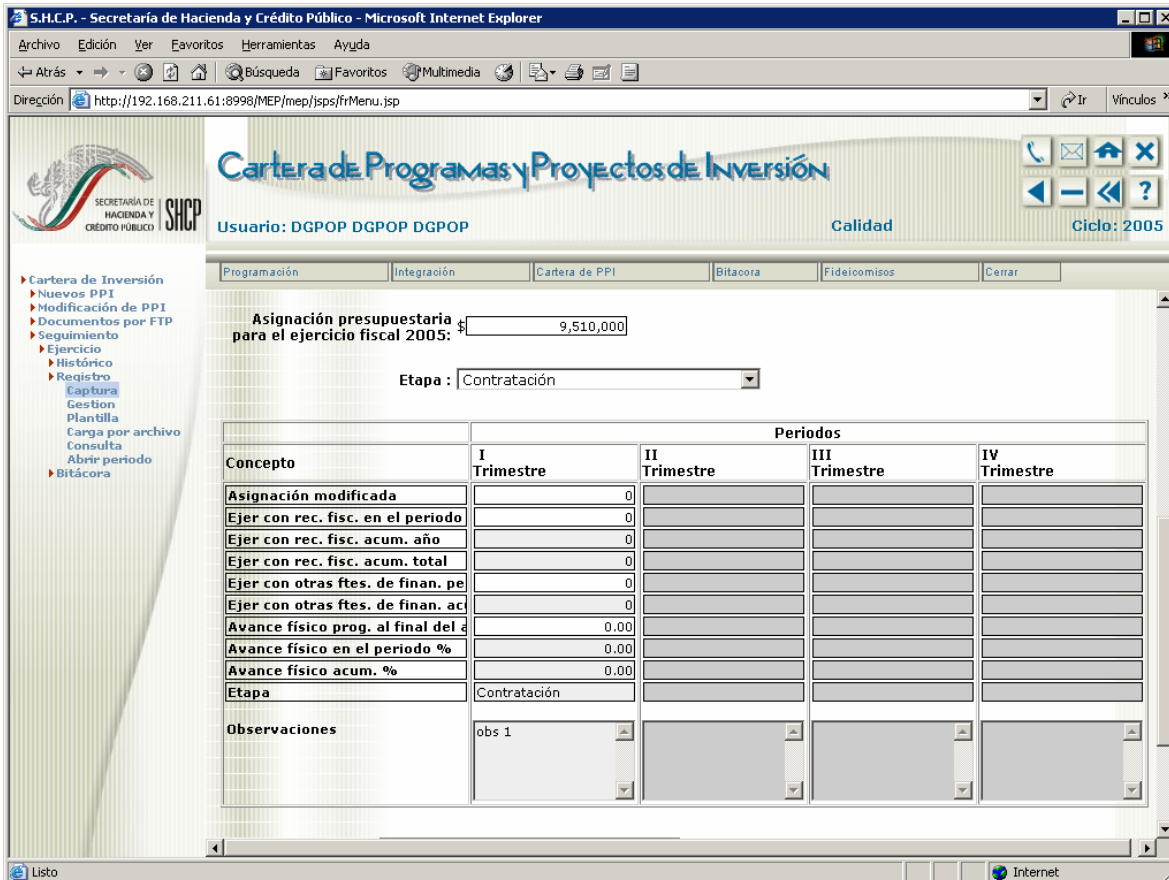 S.H.C.P. - Secretaría de Hacienda y Crédito Público - Microsoft Internet Explorer
Archivo Edición Ver Favoritos Herramientas Ayuda
Atrás Búsqueda Favoritos Multimedia
Dirección http://192.168.211.61:8998/MEP/mep/jsps/frMenu.jsp Ir Vínculos »
SECRETARÍA DE
HACIENDA Y
CRÉDITO PÚBLICO
SHCP
Cartera de Programas y Proyectos de Inversión
Usuario: DGPOP DGPOP DGPOP Calidad Ciclo: 2005
Programación Integración Cartera de PPI Bitacora Fideicomisos Cerrar
Cartera de Inversión
Nuevos PPI
Modificación de PPI
Documentos por FTP
Seguimiento
Ejercicio
Histórico
Registro
Captura
Gestion
Plantilla
Carga por archivo
Consulta
Abrir periodo
Bitácora
Asignación presupuestaria
para el ejercicio fiscal 2005: $ 9,510,000
Etapa : Contratación
Periodos
Concepto I Trimestre II Trimestre III Trimestre IV Trimestre
Asignación modificada 0
Ejer con rec. fisc. en el periodo 0
Ejer con rec. fisc. acum. año 0
Ejer con rec. fisc. acum. total 0
Ejer con otras ftes. de finan. pe 0
Ejer con otras ftes. de finan. acu 0
Avance físico prog. al final del a 0.00
Avance físico en el periodo % 0.00
Avance físico acum. % 0.00
Etapa Contratación
Observaciones obs 1
Listo Internet